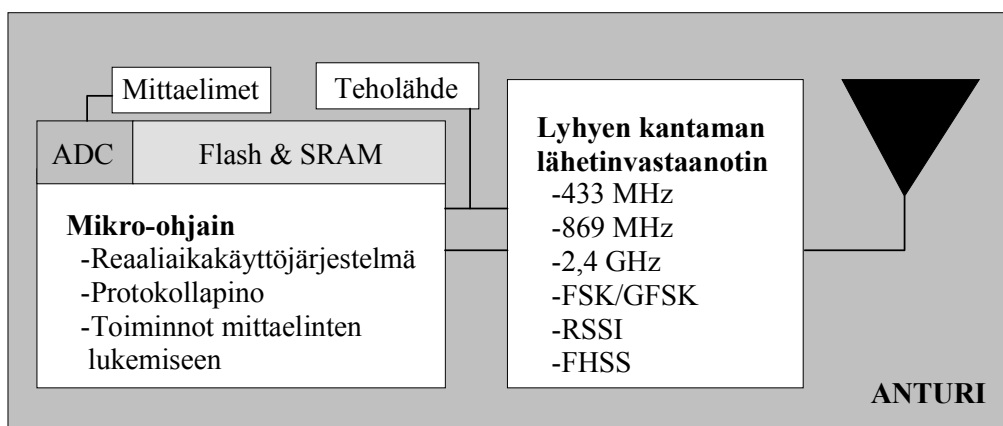 Mittaelimet
Teholähde
ADC
Flash & SRAM
Mikro-ohjain
-Reaaliaikakäyttöjärjestelmä
-Protokollapino
-Toiminnot mittaelinten
lukemiseen
Lyhyen kantaman
lähetinvastaanotin
-433 MHz
-869 MHz
-2,4 GHz
-FSK/GFSK
-RSSI
-FHSS
ANTURI